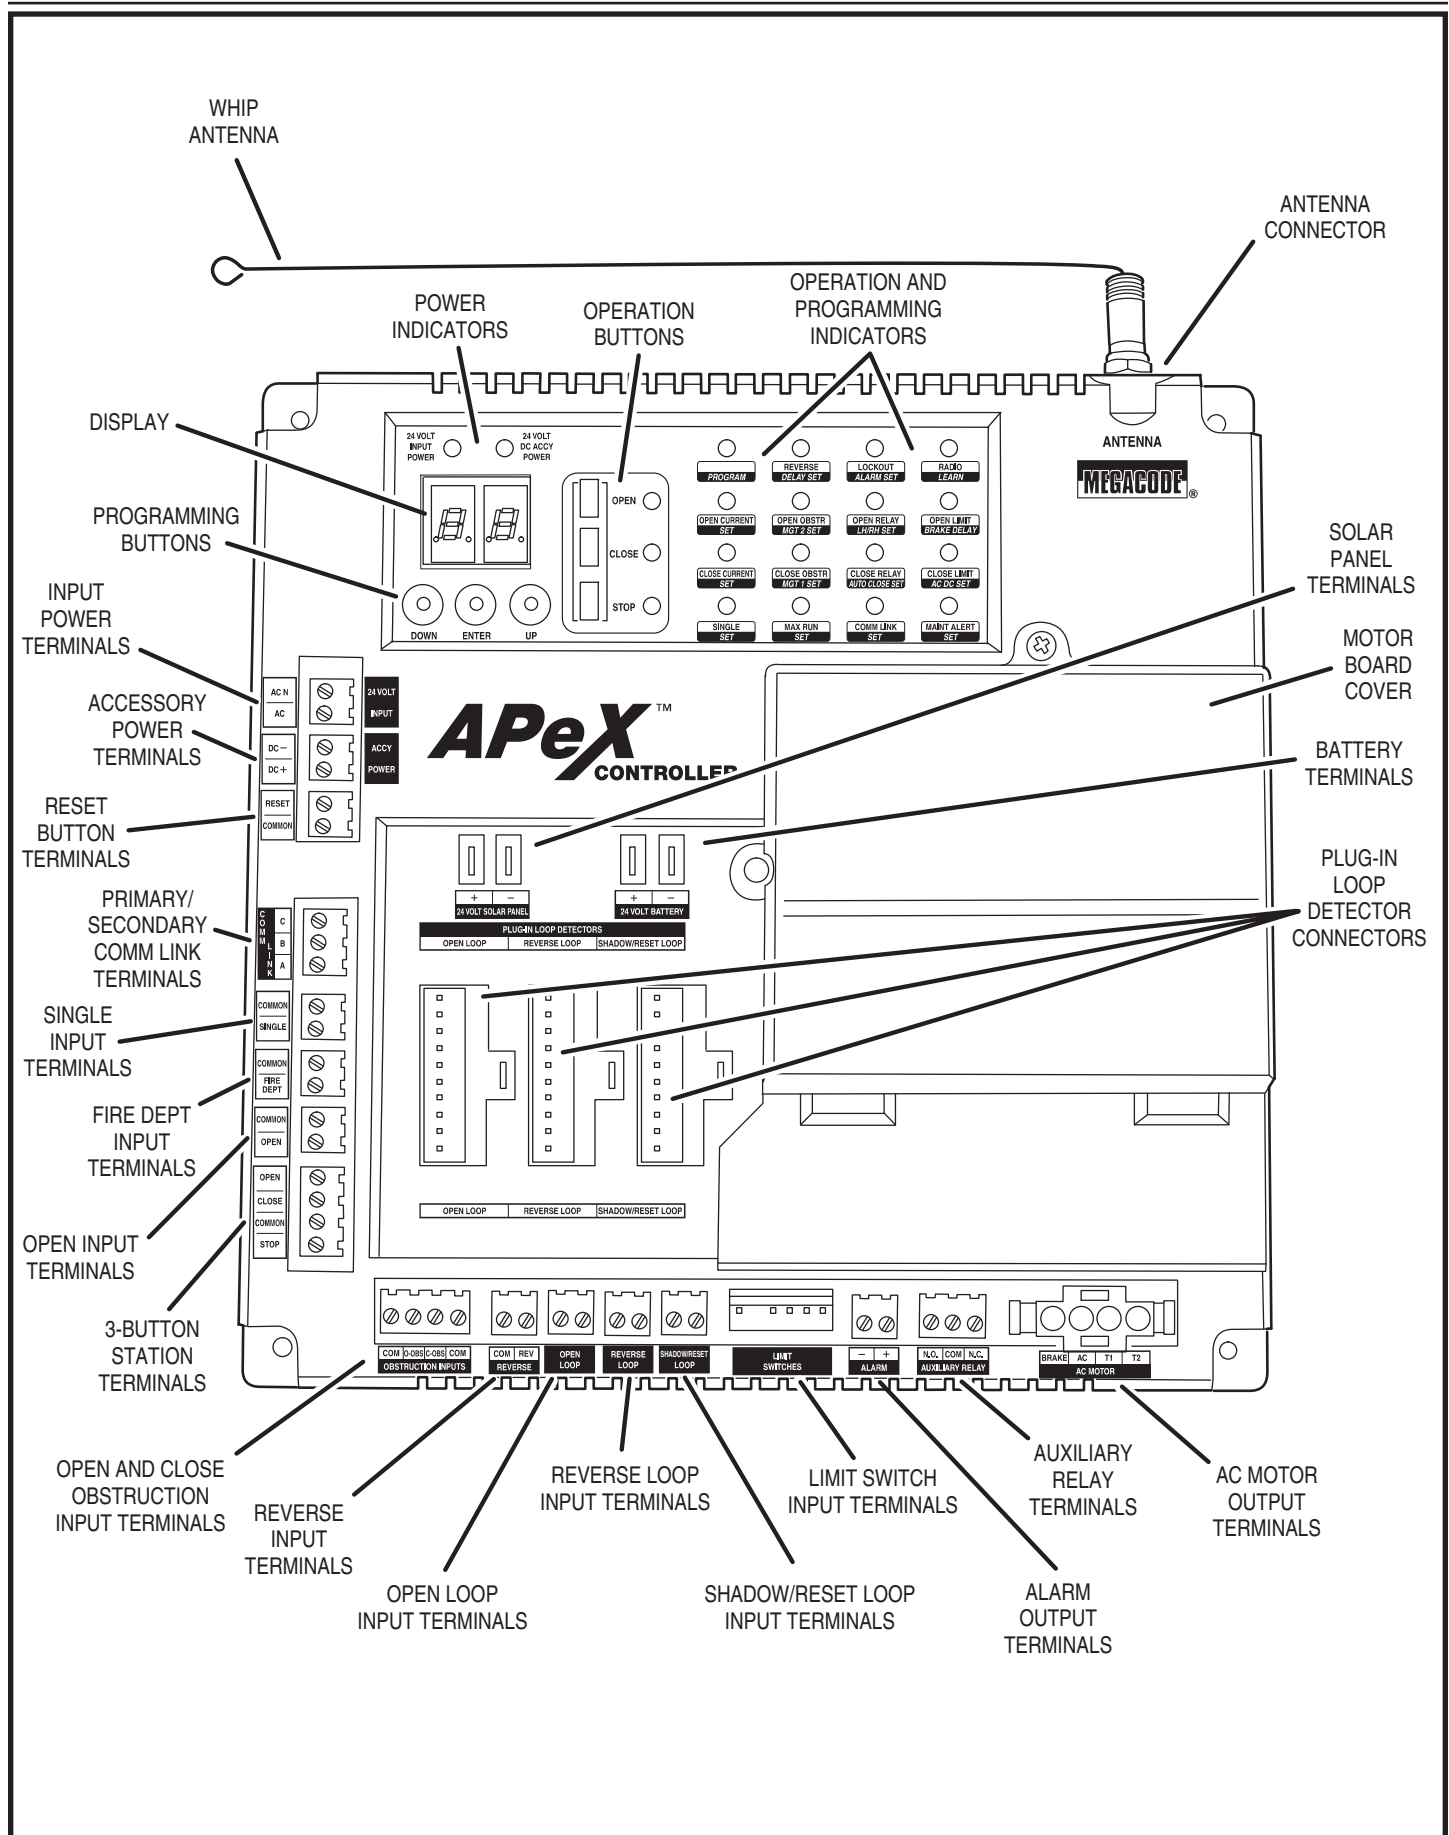 WHIP
ANTENNA
ANTENNA
CONNECTOR
POWER
INDICATORS
OPERATION
BUTTONS
OPERATION AND
PROGRAMMING
INDICATORS
DISPLAY
PROGRAMMING
BUTTONS
INPUT
POWER
TERMINALS
ACCESSORY
POWER
TERMINALS
RESET
BUTTON
TERMINALS
PRIMARY/
SECONDARY
COMM LINK
TERMINALS
SINGLE
INPUT
TERMINALS
FIRE DEPT
INPUT
TERMINALS
OPEN INPUT
TERMINALS
3-BUTTON
STATION
TERMINALS
24 VOLT
INPUT
POWER
24 VOLT
DC ACCY
POWER
DOWN ENTER UP
OPEN
CLOSE
STOP
PROGRAM
REVERSE
DELAY SET
LOCKOUT
ALARM SET
RADIO
LEARN
OPEN CURRENT
SET
OPEN OBSTR
MGT 2 SET
OPEN RELAY
LH/RH SET
OPEN LIMIT
BRAKE DELAY
CLOSE CURRENT
SET
CLOSE OBSTR
MGT 1 SET
CLOSE RELAY
AUTO CLOSE SET
CLOSE LIMIT
AC DC SET
SINGLE
SET
MAX RUN
SET
COMM LINK
SET
MAINT ALERT
SET
ANTENNA
MEGACODE®
SOLAR
PANEL
TERMINALS
MOTOR
BOARD
COVER
BATTERY
TERMINALS
PLUG-IN
LOOP
DETECTOR
CONNECTORS
AC N
AC
24 VOLT
INPUT
DC −
DC +
ACCY
POWER
RESET
COMMON
APeX™
CONTROLLER
COMM LINK
C
B
A
COMMON
SINGLE
COMMON
FIRE
DEPT
COMMON
OPEN
OPEN
CLOSE
COMMON
STOP
+ −
24 VOLT SOLAR PANEL
+ −
24 VOLT BATTERY
PLUG-IN LOOP DETECTORS
OPEN LOOP REVERSE LOOP SHADOW/RESET LOOP
OPEN LOOP REVERSE LOOP SHADOW/RESET LOOP
COM O-OBS C-OBS COM
OBSTRUCTION INPUTS
COM REV
REVERSE
OPEN
LOOP
REVERSE
LOOP
SHADOW/RESET
LOOP
LIMIT
SWITCHES
− +
ALARM
N.O. COM N.C.
AUXILIARY RELAY
BRAKE AC T1 T2
AC MOTOR
OPEN AND CLOSE
OBSTRUCTION
INPUT TERMINALS
REVERSE
INPUT
TERMINALS
OPEN LOOP
INPUT TERMINALS
REVERSE LOOP
INPUT TERMINALS
SHADOW/RESET LOOP
INPUT TERMINALS
LIMIT SWITCH
INPUT TERMINALS
ALARM
OUTPUT
TERMINALS
AUXILIARY
RELAY
TERMINALS
AC MOTOR
OUTPUT
TERMINALS